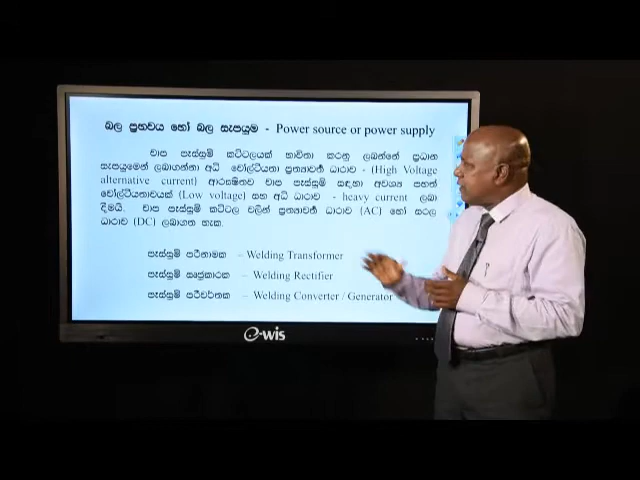 බල ප්‍රභවය හෝ බල සැපයුම - Power source or power supply
චාප පෑස්සුම් කට්ටලයක් භාවිතා කරනු ලබන්නේ ප්‍රධාන
සැපයුමෙන් ලබාගන්නා අධි වෝල්ටීයතා ප්‍රත්‍යාවර්ත ධාරාව - (High Voltage
alternative current) ආරක්ෂිතව චාප පෑස්සුම් සඳහා අවශ්‍ය පහත්
වෝල්ටීයතාවයක් (Low voltage) සහ අධි ධාරාව - heavy current ලබා
දීමයි. චාප පෑස්සුම් කට්ටල වලින් ප්‍රත්‍යාවර්ත ධාරාව (AC) හෝ සරල
ධාරාව (DC) ලබාගත හැක.
පෑස්සුම් පරිණාමක – Welding Transformer
පෑස්සුම් සෘජුකාරක – Welding Rectifier
පෑස්සුම් පරිවර්තක – Welding Converter / Generator
e-wis